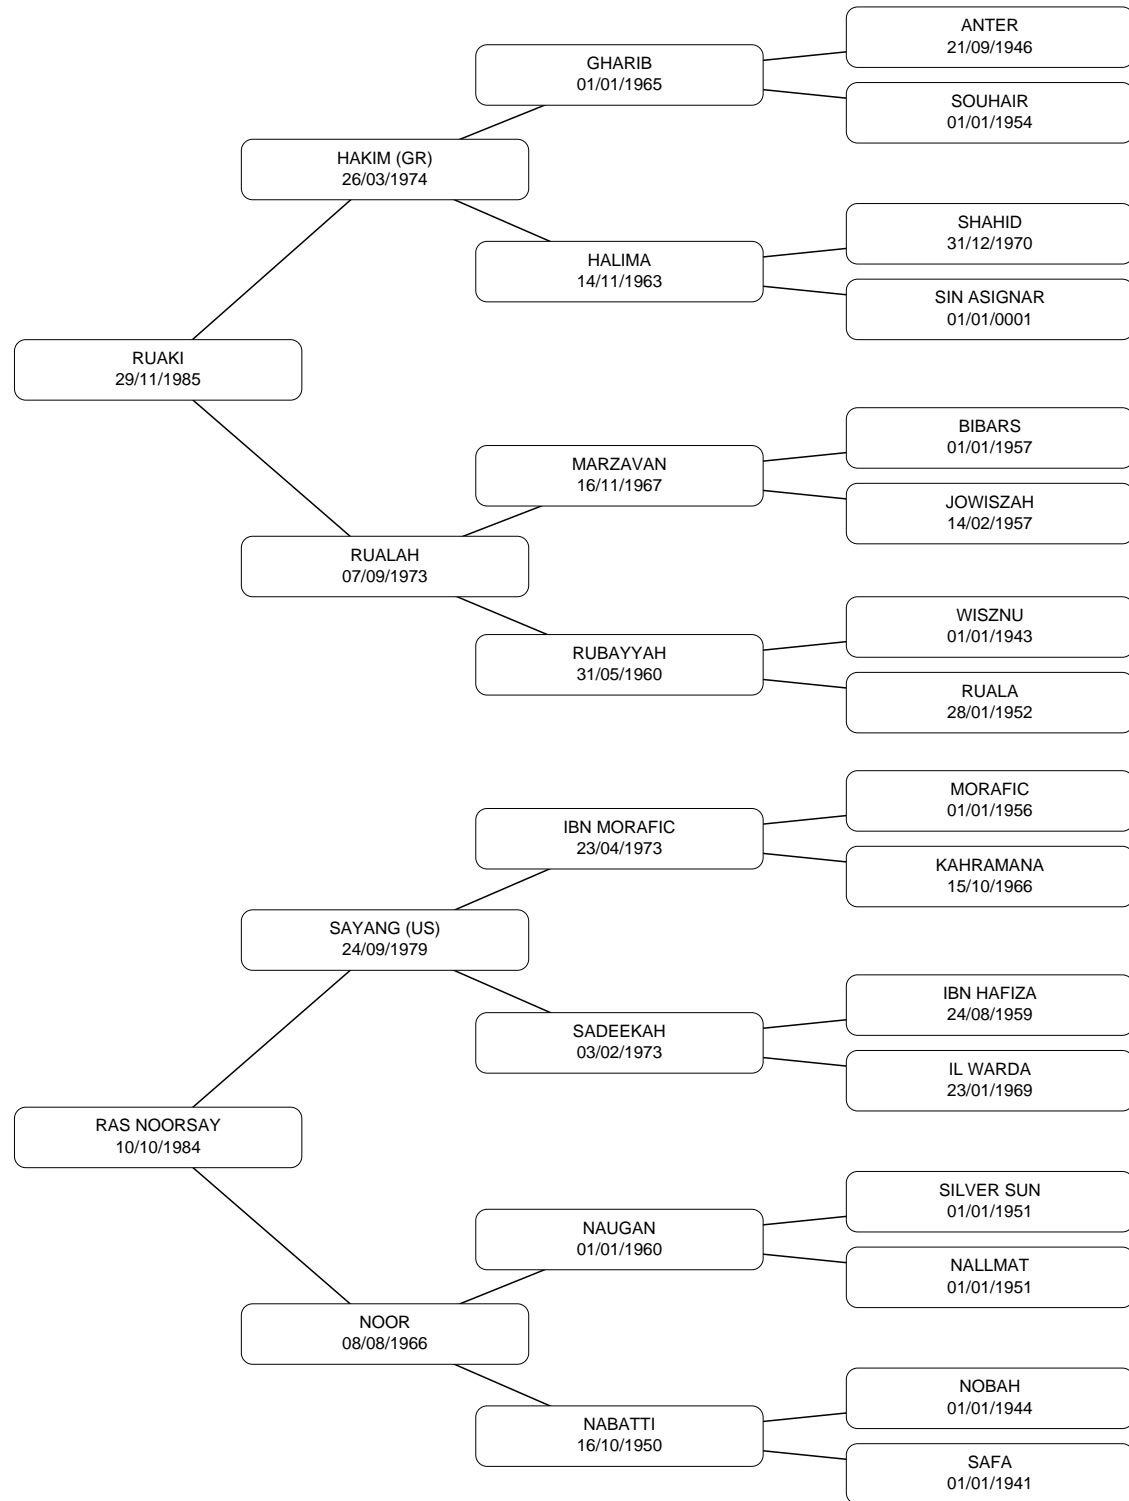 ANTER
21/09/1946
GHARIB
01/01/1965
SOUHAIR
01/01/1954
HAKIM (GR)
26/03/1974
SHAHID
31/12/1970
HALIMA
14/11/1963
SIN ASIGNAR
01/01/0001
RUAKI
29/11/1985
BIBARS
01/01/1957
MARZAVAN
16/11/1967
JOWISZAH
14/02/1957
RUALAH
07/09/1973
WISZNU
01/01/1943
RUBAYYAH
31/05/1960
RUALA
28/01/1952
MORAFIC
01/01/1956
IBN MORAFIC
23/04/1973
KAHRAMANA
15/10/1966
SAYANG (US)
24/09/1979
IBN HAFIZA
24/08/1959
SADEEKAH
03/02/1973
IL WARDA
23/01/1969
RAS NOORSAY
10/10/1984
SILVER SUN
01/01/1951
NAUGAN
01/01/1960
NALLMAT
01/01/1951
NOOR
08/08/1966
NOBAH
01/01/1944
NABATTI
16/10/1950
SAFA
01/01/1941